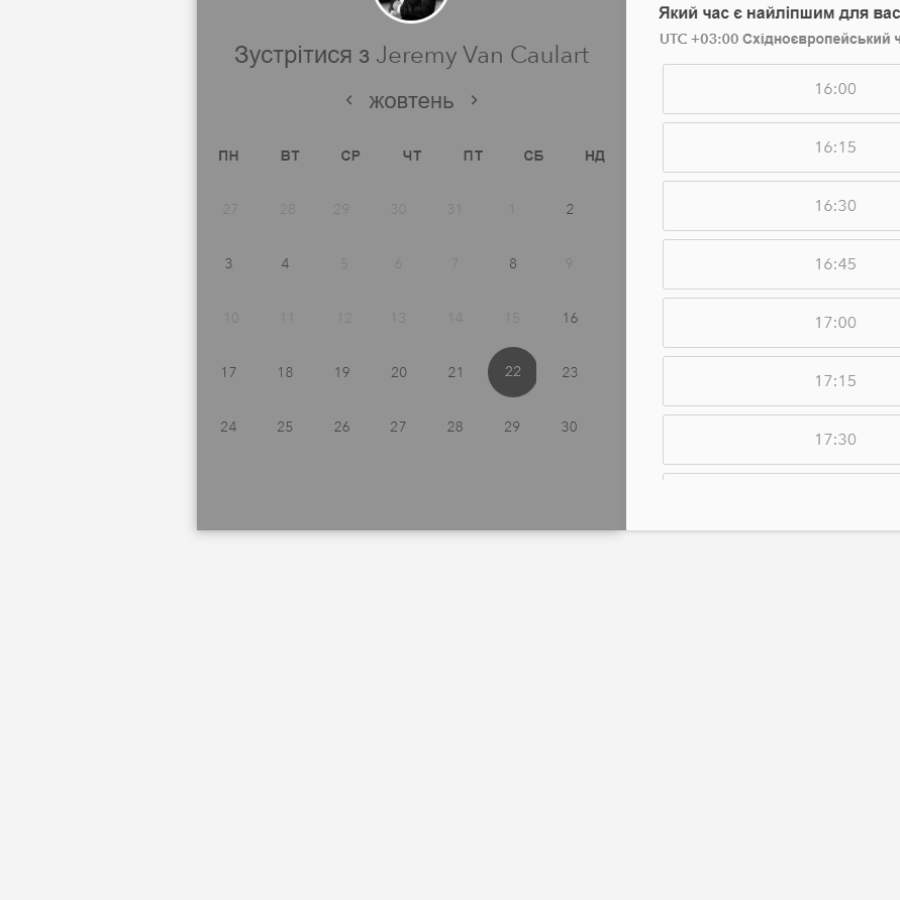 Зустрітися з Jeremy Van Caulart
‹ жовтень ›
ПН ВТ СР ЧТ ПТ СБ НД
27 28 29 30 31 1 2
3 4 5 6 7 8 9
10 11 12 13 14 15 16
17 18 19 20 21 22 23
24 25 26 27 28 29 30
Який час є найліпшим для вас
UTC +03:00 Східноєвропейський ч
16:00
16:15
16:30
16:45
17:00
17:15
17:30